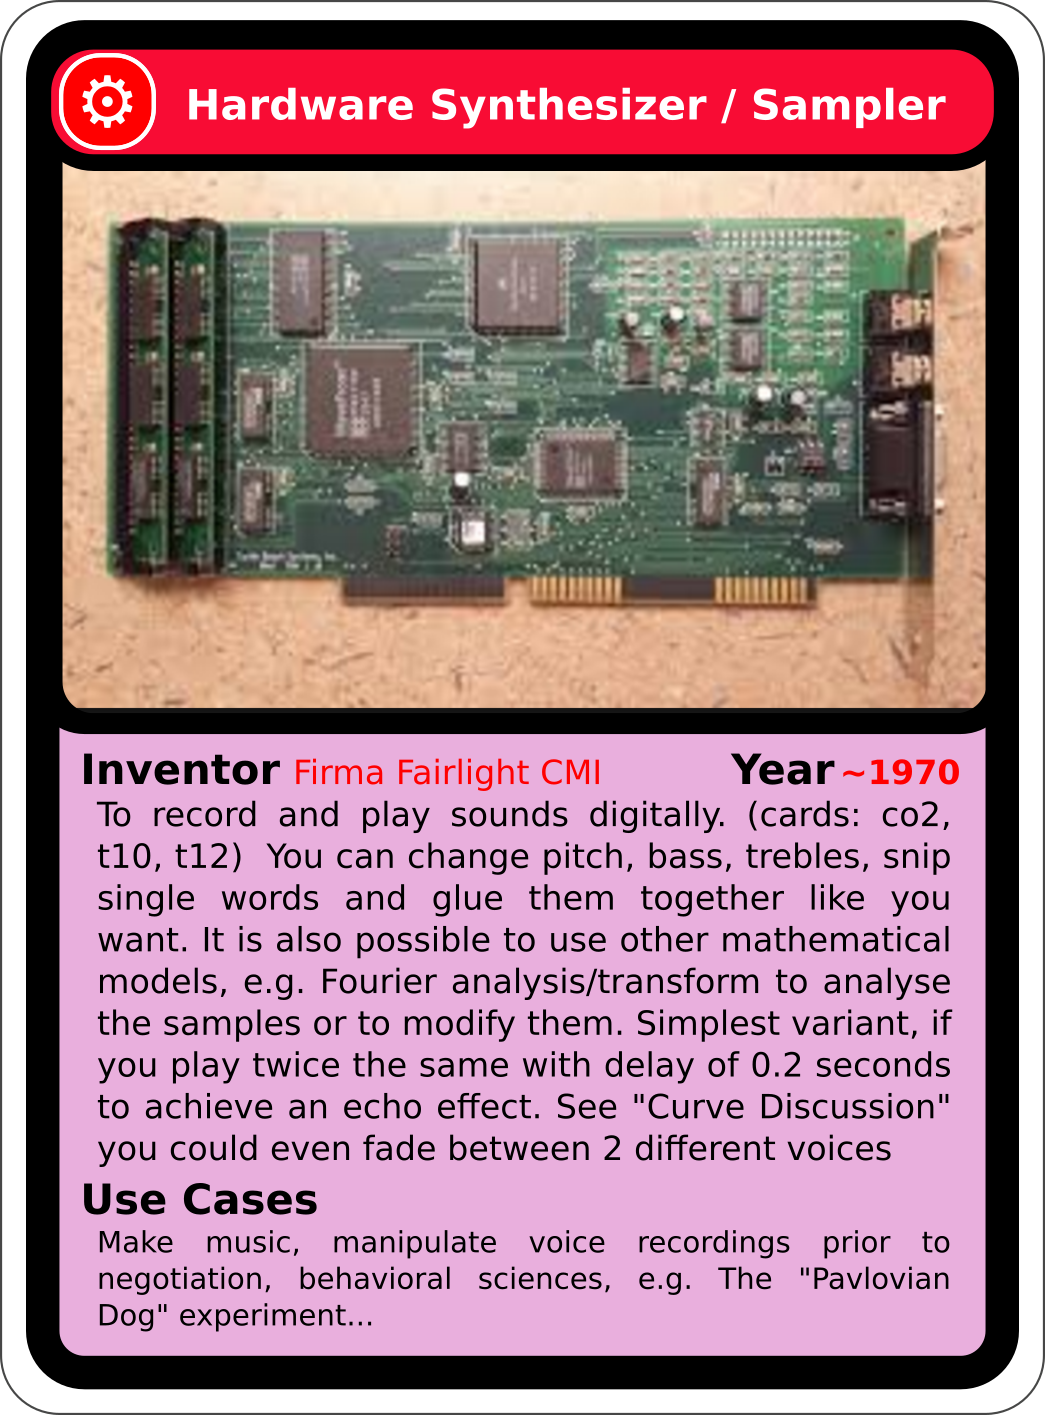 Hardware Synthesizer / Sampler
Inventor Firma Fairlight CMI Year ~1970
To record and play sounds digitally. (cards: co2,
t10, t12) You can change pitch, bass, trebles, snip
single words and glue them together like you
want. It is also possible to use other mathematical
models, e.g. Fourier analysis/transform to analyse
the samples or to modify them. Simplest variant, if
you play twice the same with delay of 0.2 seconds
to achieve an echo effect. See "Curve Discussion"
you could even fade between 2 different voices
Use Cases
Make music, manipulate voice recordings prior to
negotiation, behavioral sciences, e.g. The "Pavlovian
Dog" experiment...